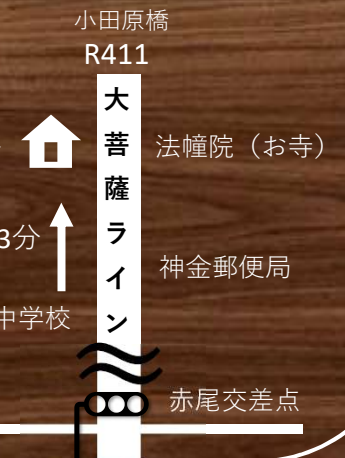 小田原橋
R411
大菩薩ライン
法幢院（お寺）
3分
神金郵便局
中学校
赤尾交差点